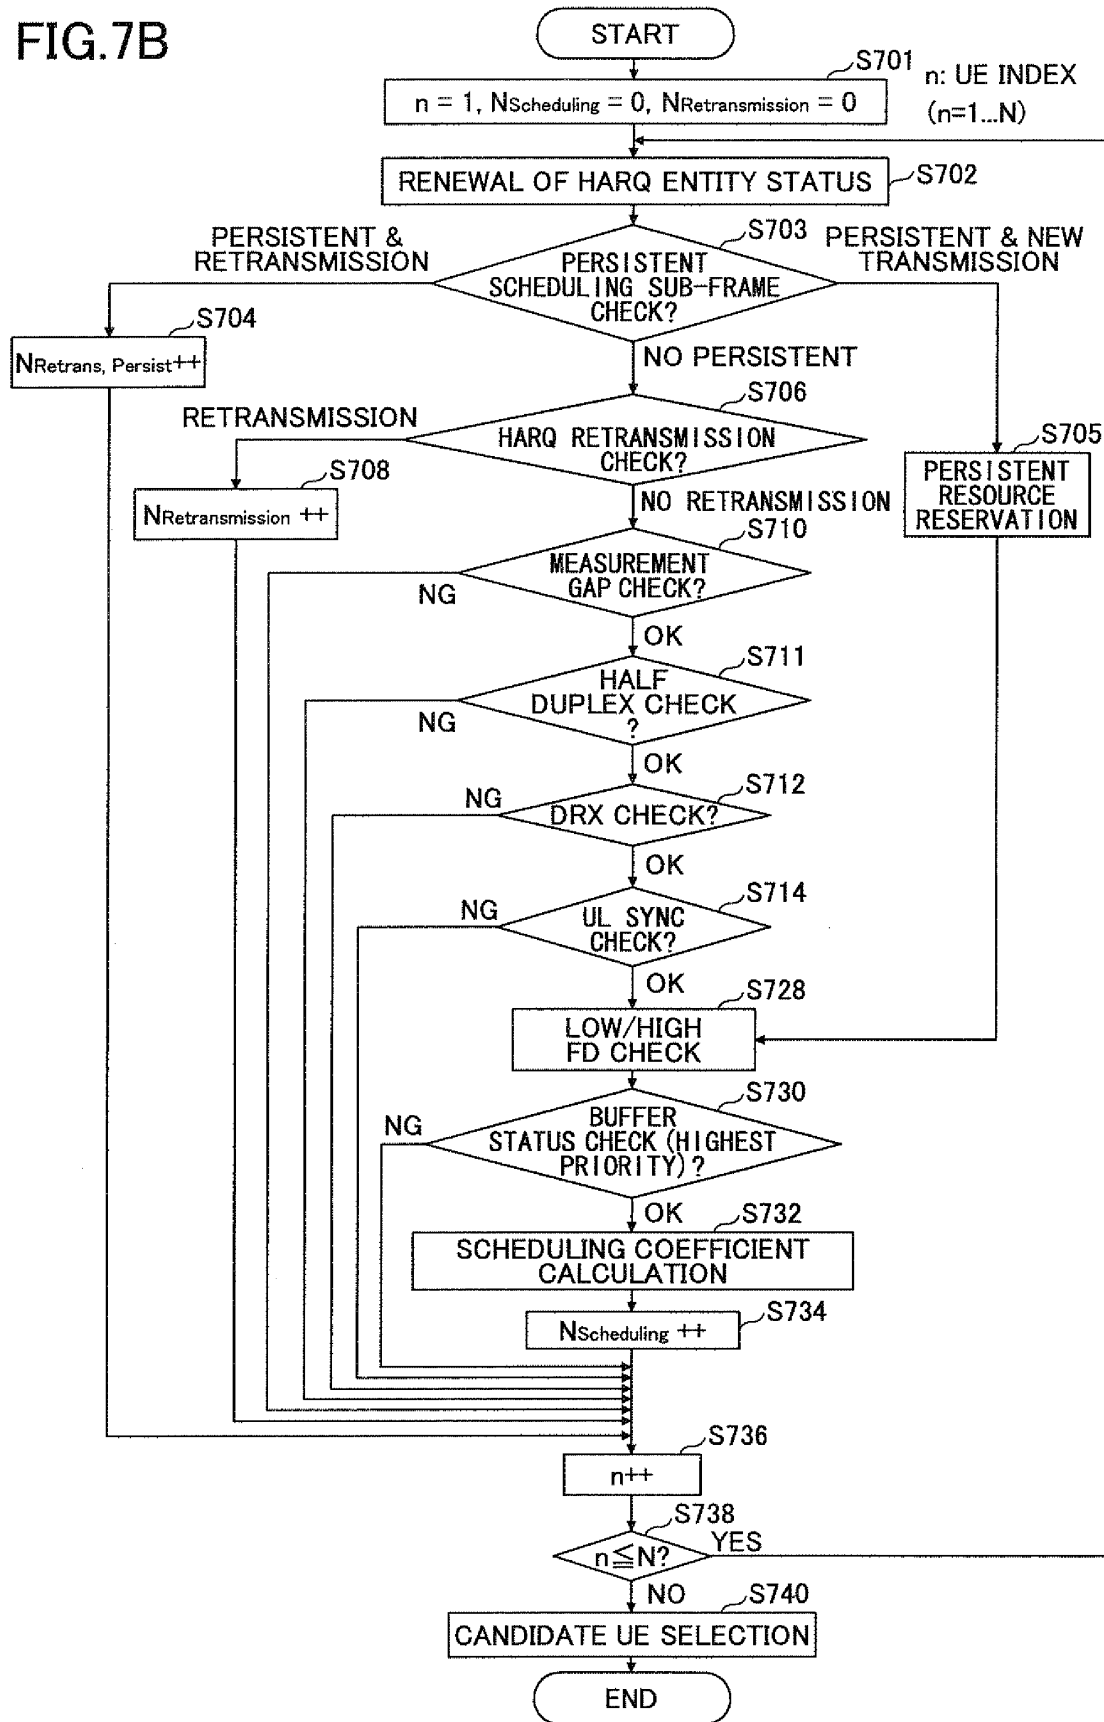 FIG.7B
START
S701
n = 1, NScheduling = 0, NRetransmission = 0
n: UE INDEX
(n=1...N)
RENEWAL OF HARQ ENTITY STATUS
S702
S703
PERSISTENT &
RETRANSMISSION
PERSISTENT
SCHEDULING SUB-FRAME
CHECK?
PERSISTENT & NEW
TRANSMISSION
S704
NRetrans, Persist++
NO PERSISTENT
S706
RETRANSMISSION
HARQ RETRANSMISSION
CHECK?
S705
PERSISTENT
RESOURCE
RESERVATION
S708
NRetransmission ++
NO RETRANSMISSION
S710
MEASUREMENT
GAP CHECK?
NG
OK
S711
HALF
DUPLEX CHECK
?
NG
OK
S712
NG
DRX CHECK?
OK
S714
NG
UL SYNC
CHECK?
OK
S728
LOW/HIGH
FD CHECK
S730
NG
BUFFER
STATUS CHECK (HIGHEST
PRIORITY)?
OK
S732
SCHEDULING COEFFICIENT
CALCULATION
S734
NScheduling ++
S736
n++
S738
n≦N?
YES
NO
S740
CANDIDATE UE SELECTION
END